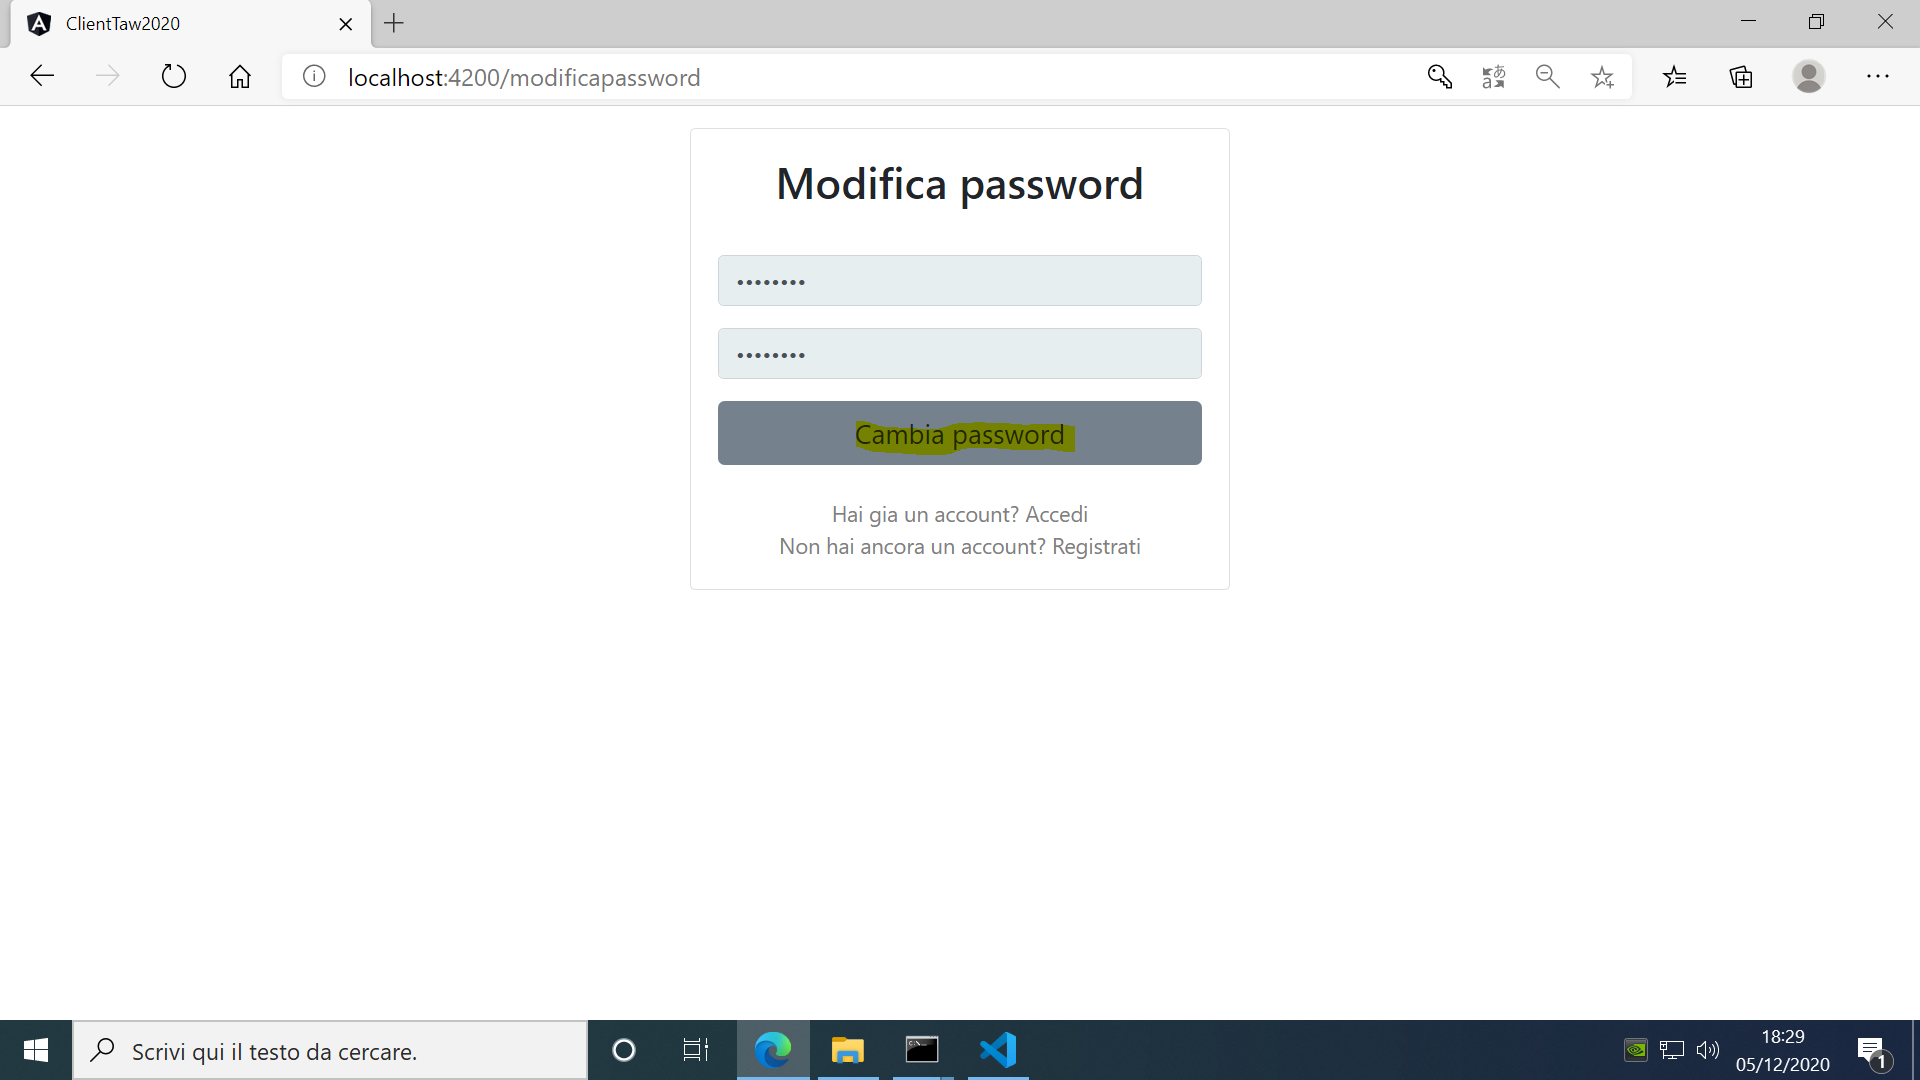 ClientTaw2020
localhost:4200/modificapassword
Modifica password
••••••••
••••••••
Cambia password
Hai gia un account? Accedi
Non hai ancora un account? Registrati
Scrivi qui il testo da cercare.
18:29
05/12/2020
1